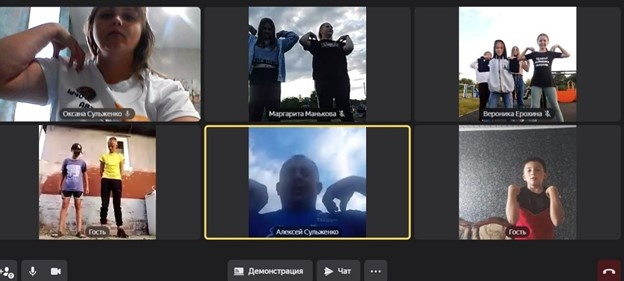 Оксана Сульженко
Маргарита Манькова
Вероника Ерохина
Гость
Алексей Сульженко
Гость
Демонстрация
Чат